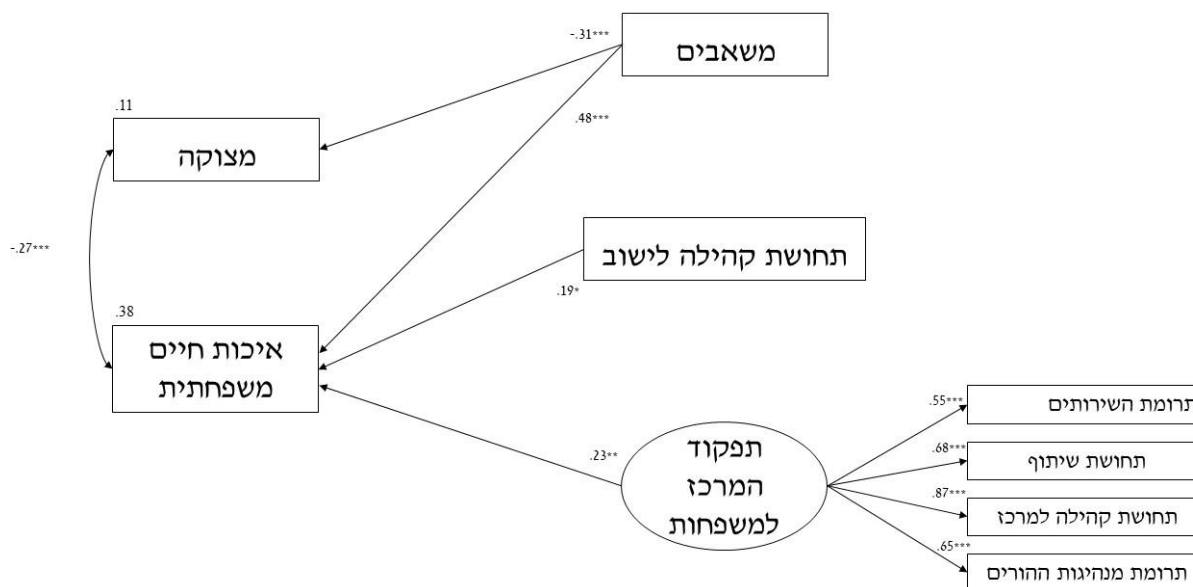 -.31***
משאבים
.48***
.11
מצוקה
-.27***
תחושת קהילה לישוב
.19*
.38
איכות חיים
משפחתית
תפקוד
המרכז
למשפחות
.23**
.55***
תרומת השירותים
.68***
תחושת שיתוף
.87***
תחושת קהילה למרכז
.65***
תרומת מנהיגות ההורים